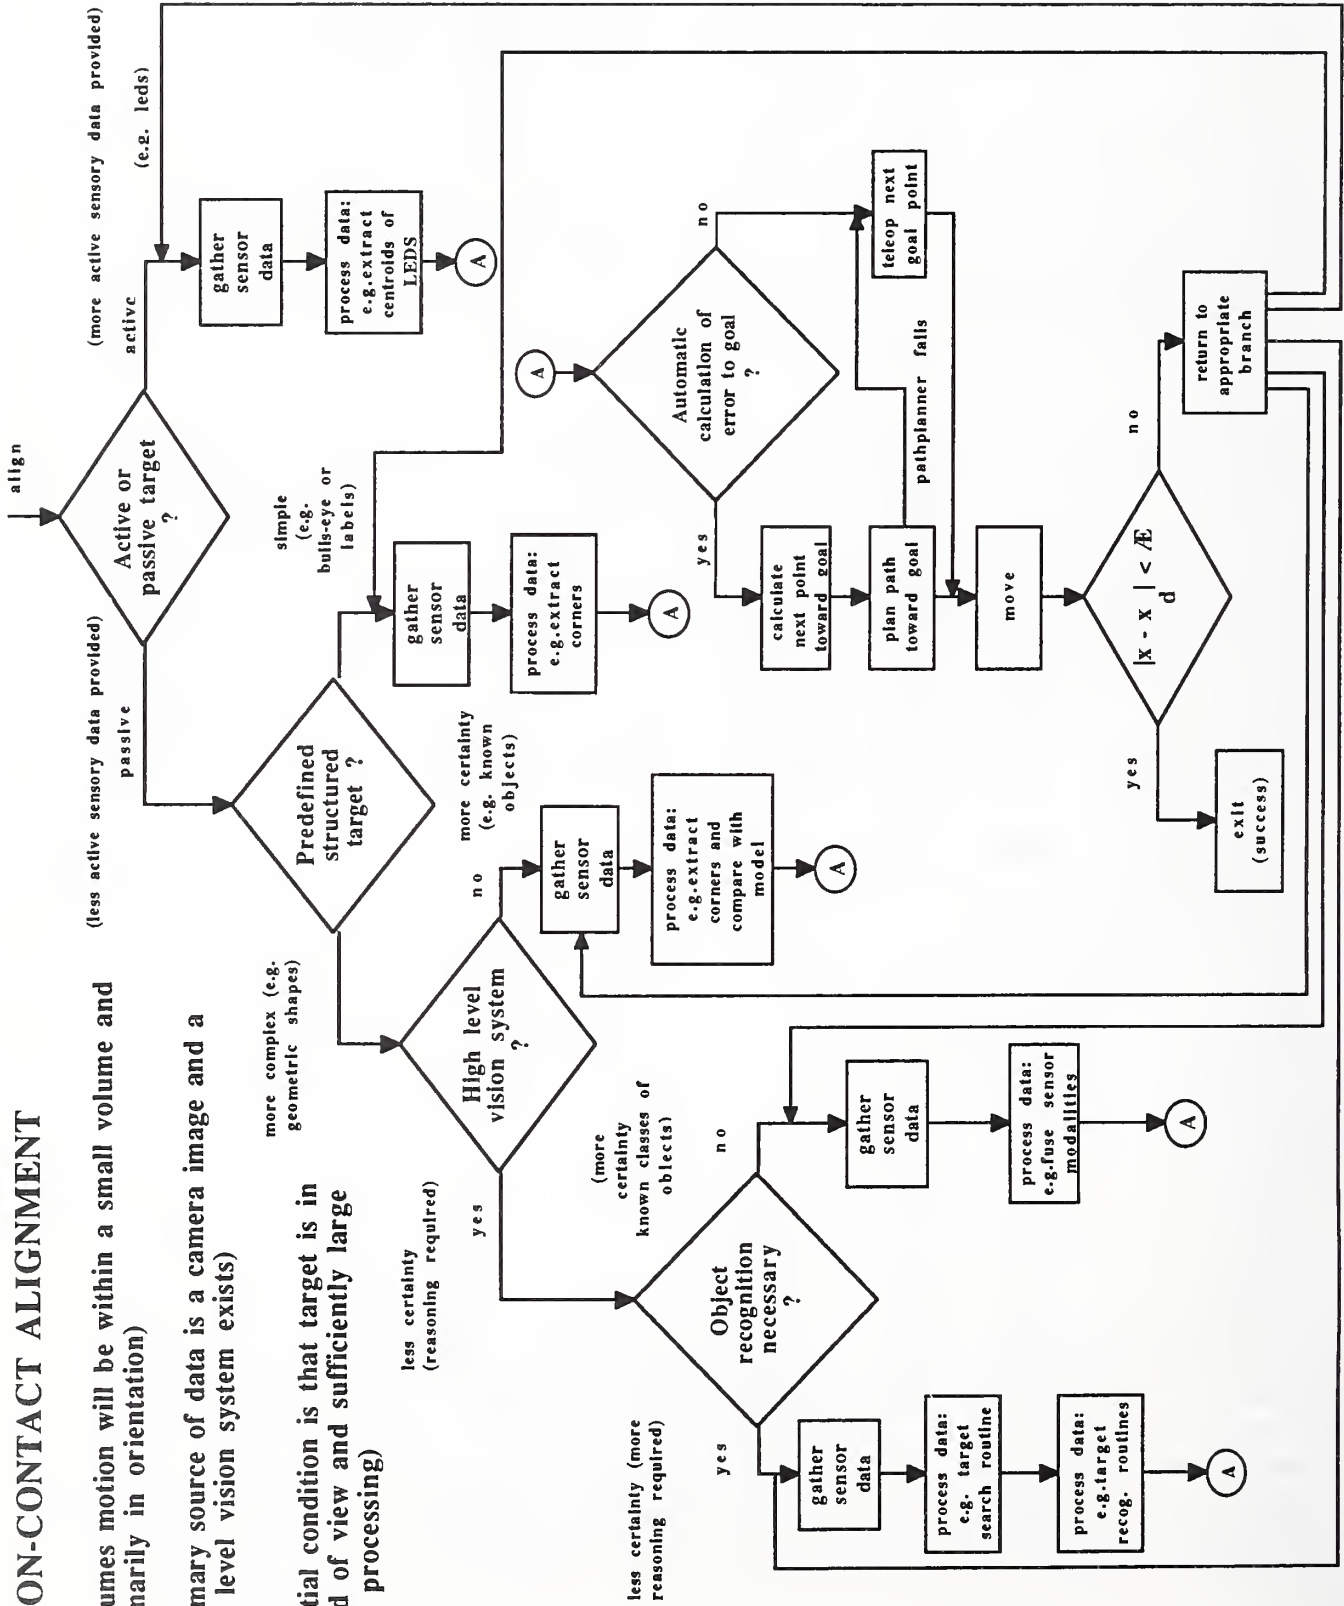 ON-CONTACT ALIGNMENT
umes motion will be within a small volume and
narily in orientation)
mary source of data is a camera image and a
level vision system exists)
tial condition is that target is in
d of view and sufficiently large
processing)
align
Active or
passive target
?
(less active sensory data provided)
passive
(more active sensory data provided)
active
(e.g. leds)
gather
sensor
data
process data:
e.g.extract
centroids of
LEDS
A
Predefined
structured
target ?
simple
(e.g.
bulls-eye or
labels)
gather
sensor
data
process data:
e.g.extract
corners
A
more complex (e.g.
geometric shapes)
High level
vision system
?
more certainty
(e.g. known
objects)
no
gather
sensor
data
process data:
e.g.extract
corners and
compare with
model
A
less certainty
(reasoning required)
yes
Object
recognition
necessary
?
(more
certainty
known classes of
objects)
no
gather
sensor
data
process data:
e.g.fuse sensor
modalities
A
less certainty (more
reasoning required)
yes
gather
sensor
data
process data:
e.g. target
search routine
process data:
e.g.target
recog. routines
A
A
Automatic
calculation of
error to goal
?
yes
no
calculate
next point
toward goal
plan path
toward goal
pathplanner fails
teleop next
goal point
move
|x - x | < Æ
d
yes
no
exit
(success)
return to
appropriate
branch